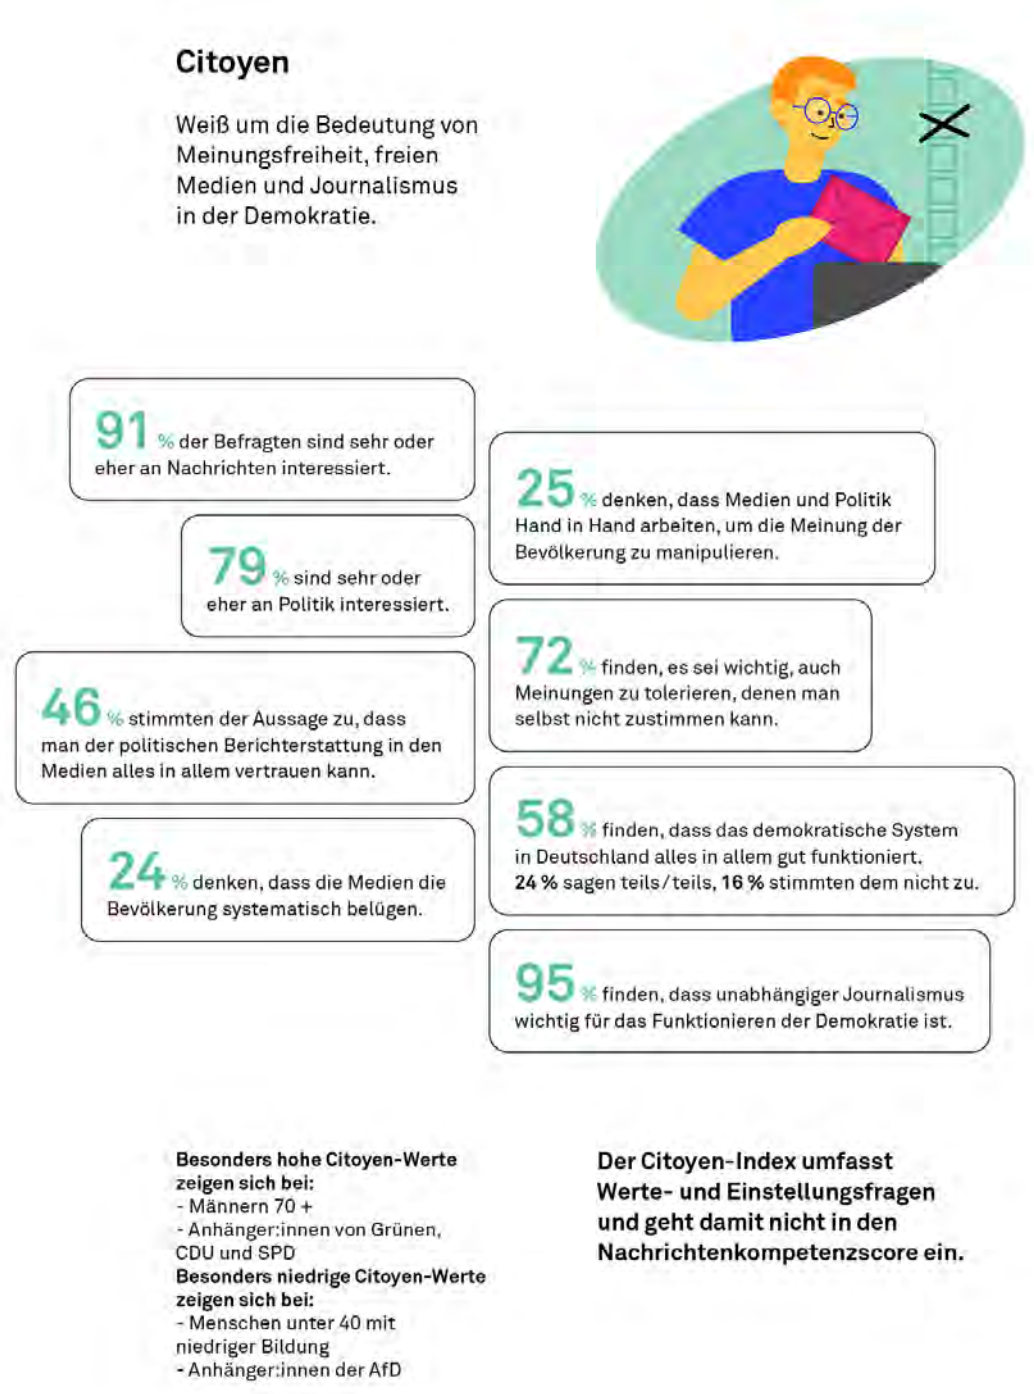 Citoyen
Weiß um die Bedeutung von
Meinungsfreiheit, freien
Medien und Journalismus
in der Demokratie.
91 % der Befragten sind sehr oder
eher an Nachrichten interessiert.
25 % denken, dass Medien und Politik
Hand in Hand arbeiten, um die Meinung der
Bevölkerung zu manipulieren.
79 % sind sehr oder
eher an Politik interessiert.
72 % finden, es sei wichtig, auch
Meinungen zu tolerieren, denen man
selbst nicht zustimmen kann.
46 % stimmten der Aussage zu, dass
man der politischen Berichterstattung in den
Medien alles in allem vertrauen kann.
58 % finden, dass das demokratische System
in Deutschland alles in allem gut funktioniert.
24 % sagen teils/teils, 16 % stimmten dem nicht zu.
24 % denken, dass die Medien die
Bevölkerung systematisch belügen.
95 % finden, dass unabhängiger Journalismus
wichtig für das Funktionieren der Demokratie ist.
Besonders hohe Citoyen-Werte
zeigen sich bei:
- Männern 70 +
- Anhänger:innen von Grünen,
CDU und SPD
Besonders niedrige Citoyen-Werte
zeigen sich bei:
- Menschen unter 40 mit
niedriger Bildung
- Anhänger:innen der AfD
Der Citoyen-Index umfasst
Werte- und Einstellungsfragen
und geht damit nicht in den
Nachrichtenkompetenzscore ein.